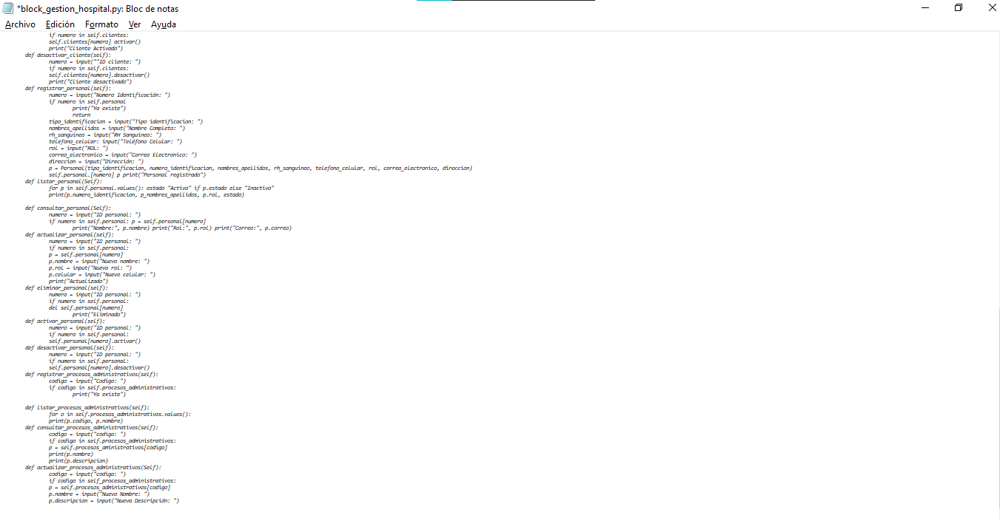 *block_gestion_hospital.py: Bloc de notas
Archivo Edición Formato Ver Ayuda
if numero in self.clientes:
self.clientes[numero] activar()
print("Cliente Activado")
def desactivar_cliente(self):
numero = input(""ID cliente: ")
if numero in self.clientes:
self.clientes[numero].desactivar()
print("Cliente desactivado")
def registrar_personal(self):
numero = input("Numero Identificación: ")
if numero in self.personal
print("Ya existe")
return
tipo_identificacion = input("Tipo identificacion: ")
nombres_apellidos = input("Nombre Completo: ")
rh_sanguineo = input("RH Sanguineo: ")
telefono_celular: input("Teléfono Celular: ")
rol = input("ROL: ")
correo_electronico = input("Correo Electronico: ")
direccion = input("Dirección: ")
p = Personal(tipo_identificacion, numero_identificacion, nombres_apellidos, rh_sanguineo, telefono_celular, rol, correo_electronico, direccion)
self.personal.[numero] p print("Personal registrado")
def listar_personal(Self):
for p in self.personal.values(): estado "Activo" if p.estado else "Inactivo"
print(p.numero_identificacion, p_nombres_apellidos, p.rol, estado)
def consultar_personal(Self):
numero = input("ID personal: ")
if numero in self.personal: p = self.personal[numero]
print("Nombre:", p.nombre) print("Rol:", p.rol) print("Correo:", p.correo)
def actualizar_personal(self):
numero = input("ID personal: ")
if numero in self.personal:
p = self.personal[numero]
p.nombre = input("Nuevo nombre: ")
p.rol = input("Nuevo rol: ")
p.celular = input("Nuevo celular: ")
print("Actualizado")
def eliminar_personal(self):
numero = input("ID personal: ")
if numero in self.personal:
del self.personal[numero]
print("Eliminado")
def activar_personal(self):
numero = input("ID personal: ")
if numero in self.personal:
self.personal[numero].activar()
def desactivar_personal(self):
numero = input("ID personal: ")
if numero in self.personal:
self.personal[numero].desactivar()
def registrar_procesos_administrativos(self):
codigo = input("Codigo: ")
if codigo in self.procesos_administrativos:
print("Ya existe")
def listar_procesos_administrativos(self):
for o in self.procesos_administrativos.values():
print(p.codigo, p.nombre)
def consultar_procesos_administrativos(self):
codigo = input("codigo: ")
if codigo in self.procesos_administrativos:
p = self.procesos_aministrativos[codigo]
print(p.nombre)
print(p.descripcion)
def actualizar_procesos_administrativos(Self):
codigo = input("codigo: ")
if codigo in self_procesos_administrativos:
p = self.procesos_administrativos[codigo]
p.nombre = input("Nuevo Nombre: ")
p.descripcion = input("Nueva Descripción: ")